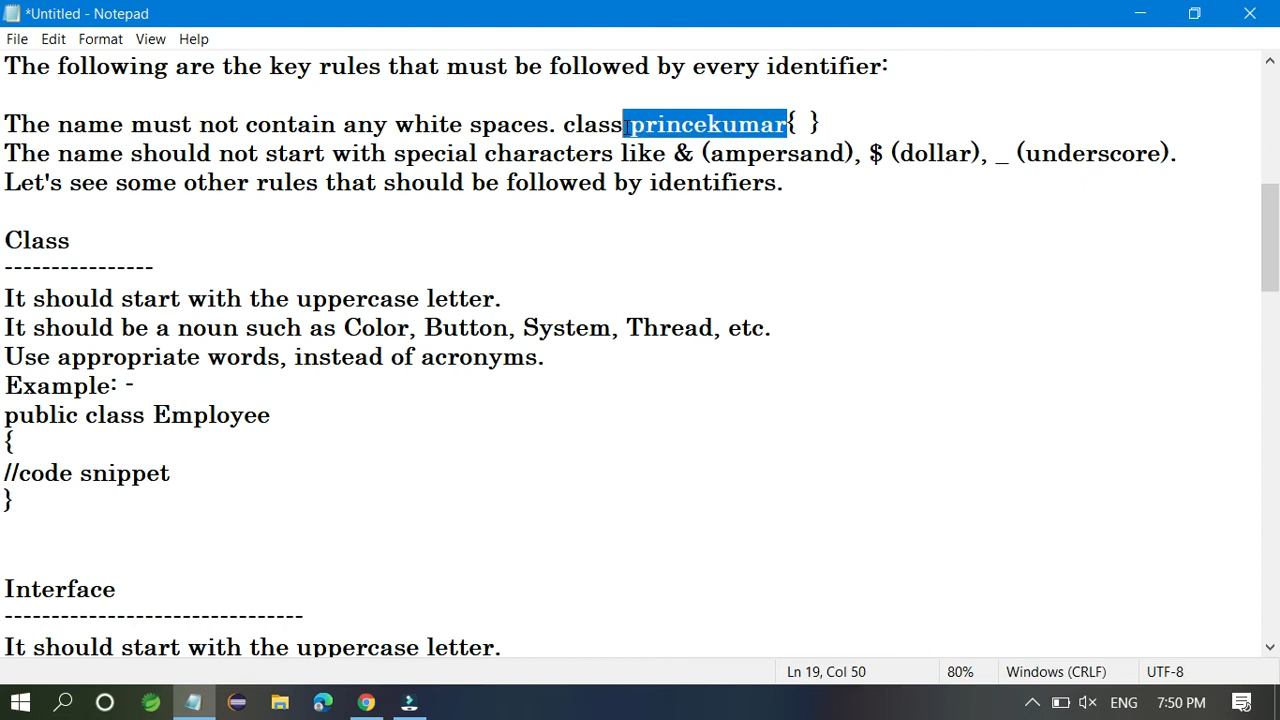 *Untitled - Notepad
File Edit Format View Help
The following are the key rules that must be followed by every identifier:
The name must not contain any white spaces. class princekumar{ }
The name should not start with special characters like & (ampersand), $ (dollar), _ (underscore).
Let's see some other rules that should be followed by identifiers.
Class
----------------
It should start with the uppercase letter.
It should be a noun such as Color, Button, System, Thread, etc.
Use appropriate words, instead of acronyms.
Example: -
public class Employee
{
//code snippet
}
Interface
--------------------------------
It should start with the uppercase letter.
Ln 19, Col 50 80% Windows (CRLF) UTF-8
ENG 7:50 PM